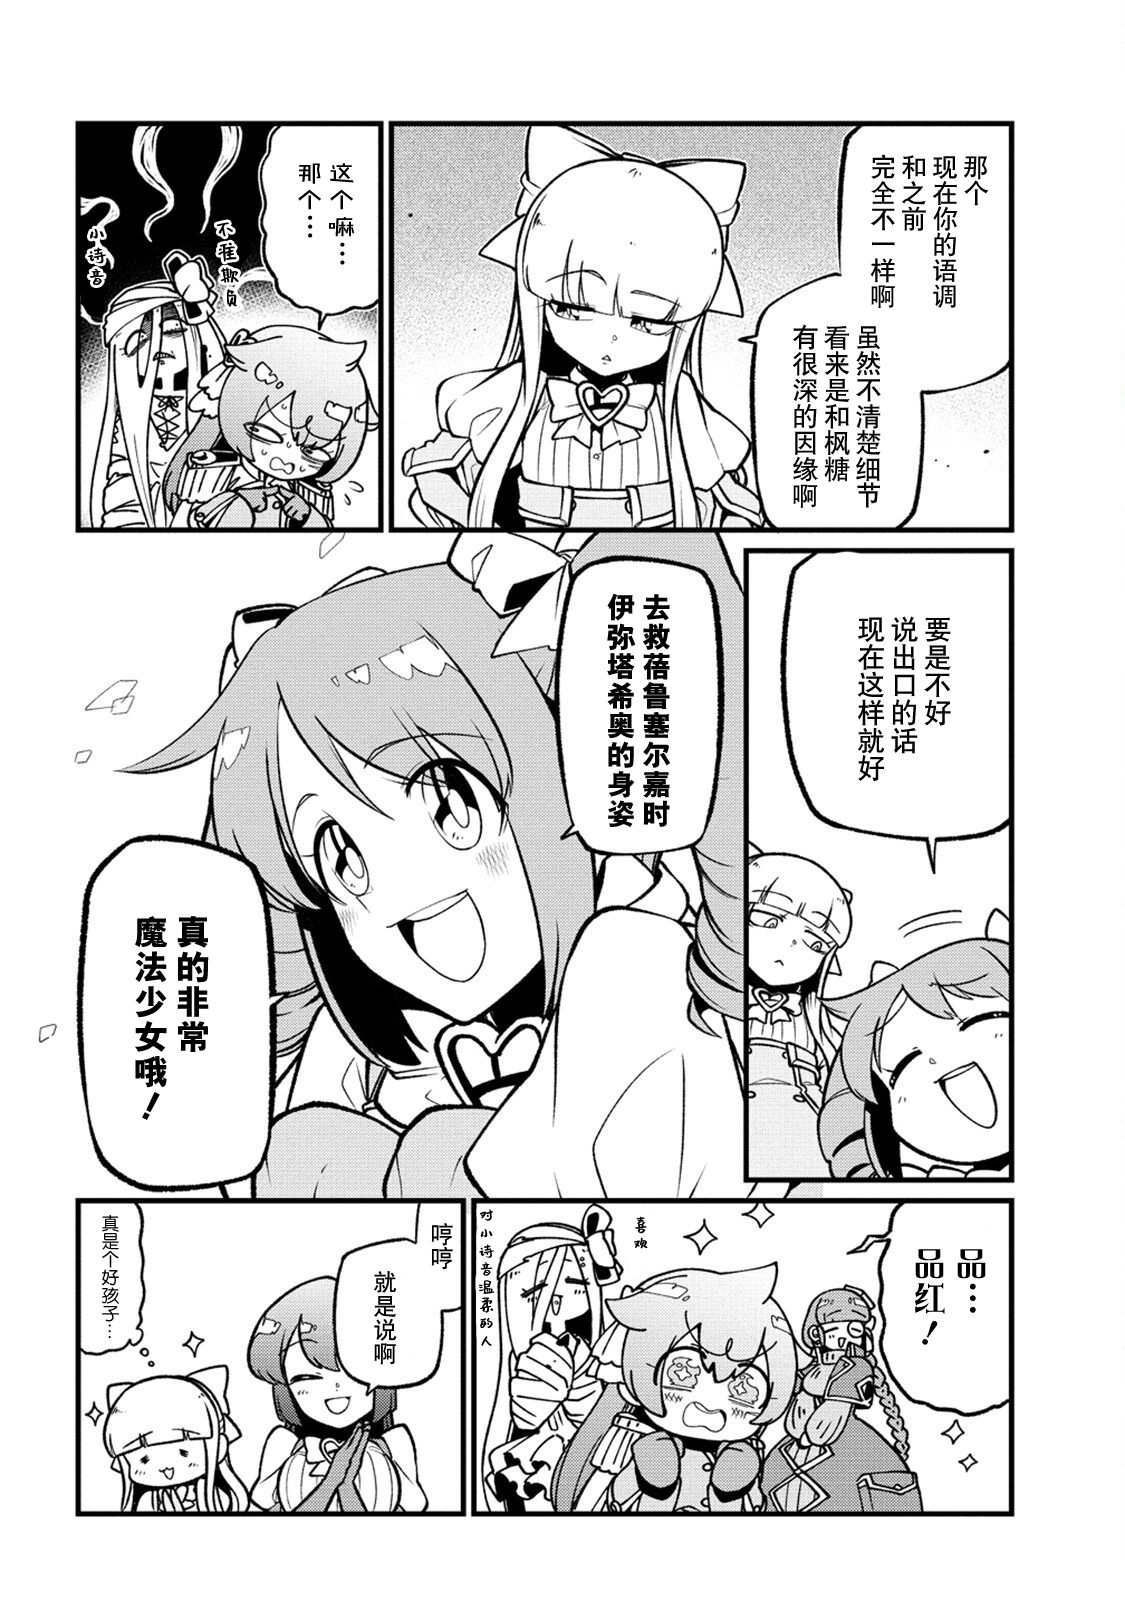 那个
现在你的语调
和之前
完全不一样啊
虽然不清楚细节
看来是和枫糖
有很深的因缘啊
这个嘛…
那个…
不准欺负
小诗音
要是不好
说出口的话
现在这样就好
去救蓓鲁塞尔嘉时
伊弥塔希奥的身姿
真的非常
魔法少女哦！
品…
品红！
喜欢
对小诗音温柔的人
哼哼
就是说啊
真是个好孩子…